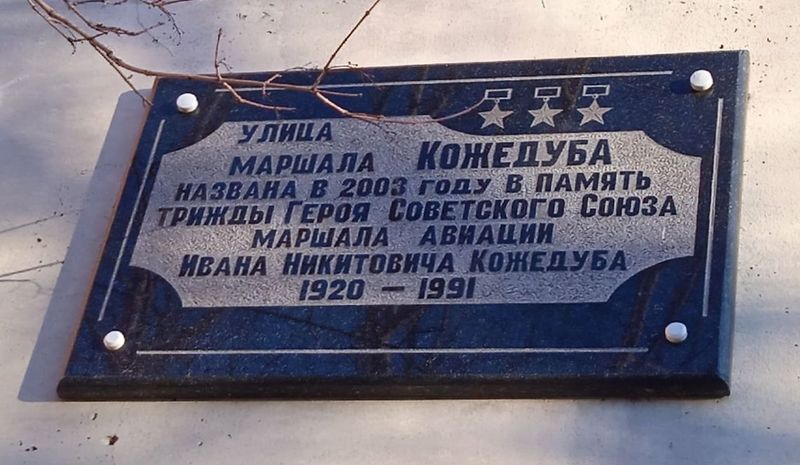 УЛИЦА
МАРШАЛА КОЖЕДУБА
НАЗВАНА В 2003 ГОДУ В ПАМЯТЬ
ТРИЖДЫ ГЕРОЯ СОВЕТСКОГО СОЮЗА
МАРШАЛА АВИАЦИИ
ИВАНА НИКИТОВИЧА КОЖЕДУБА
1920 — 1991